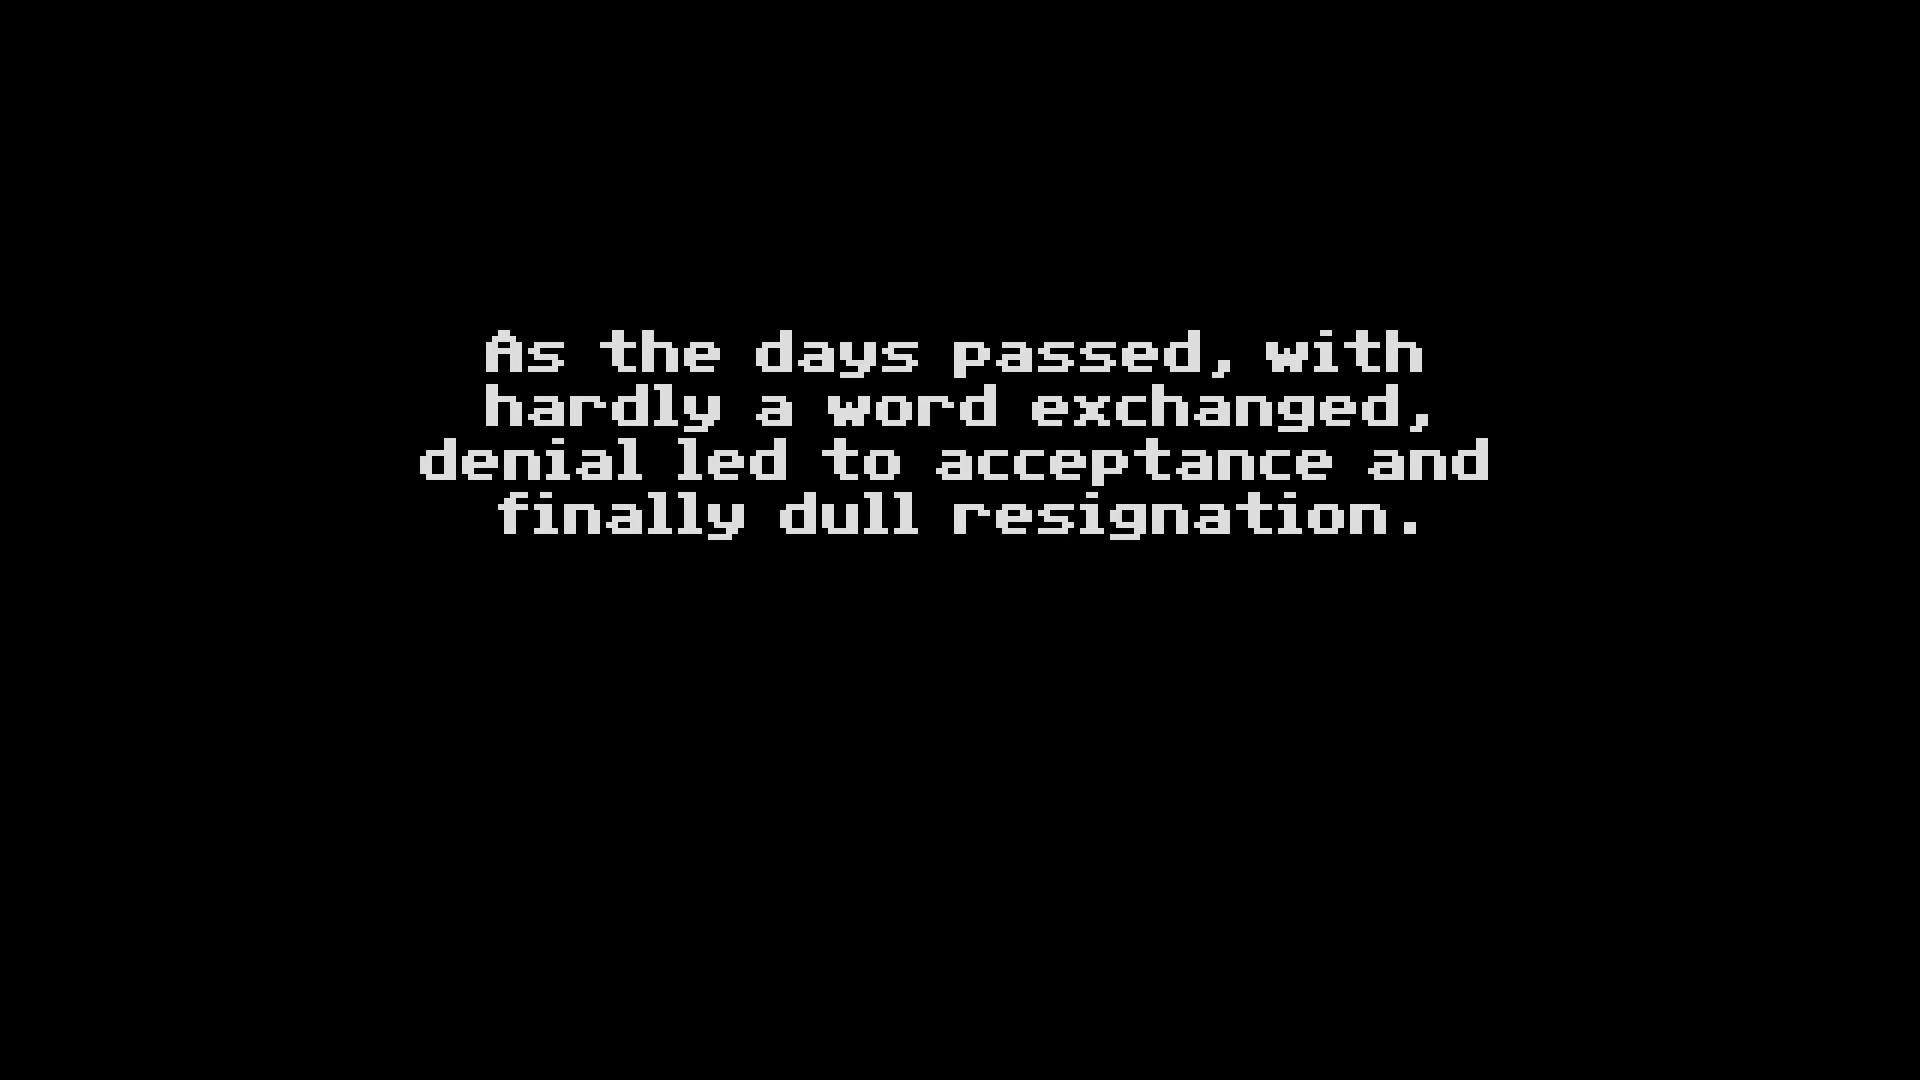 As the days passed, with
hardly a word exchanged,
denial led to acceptance and
finally dull resignation.